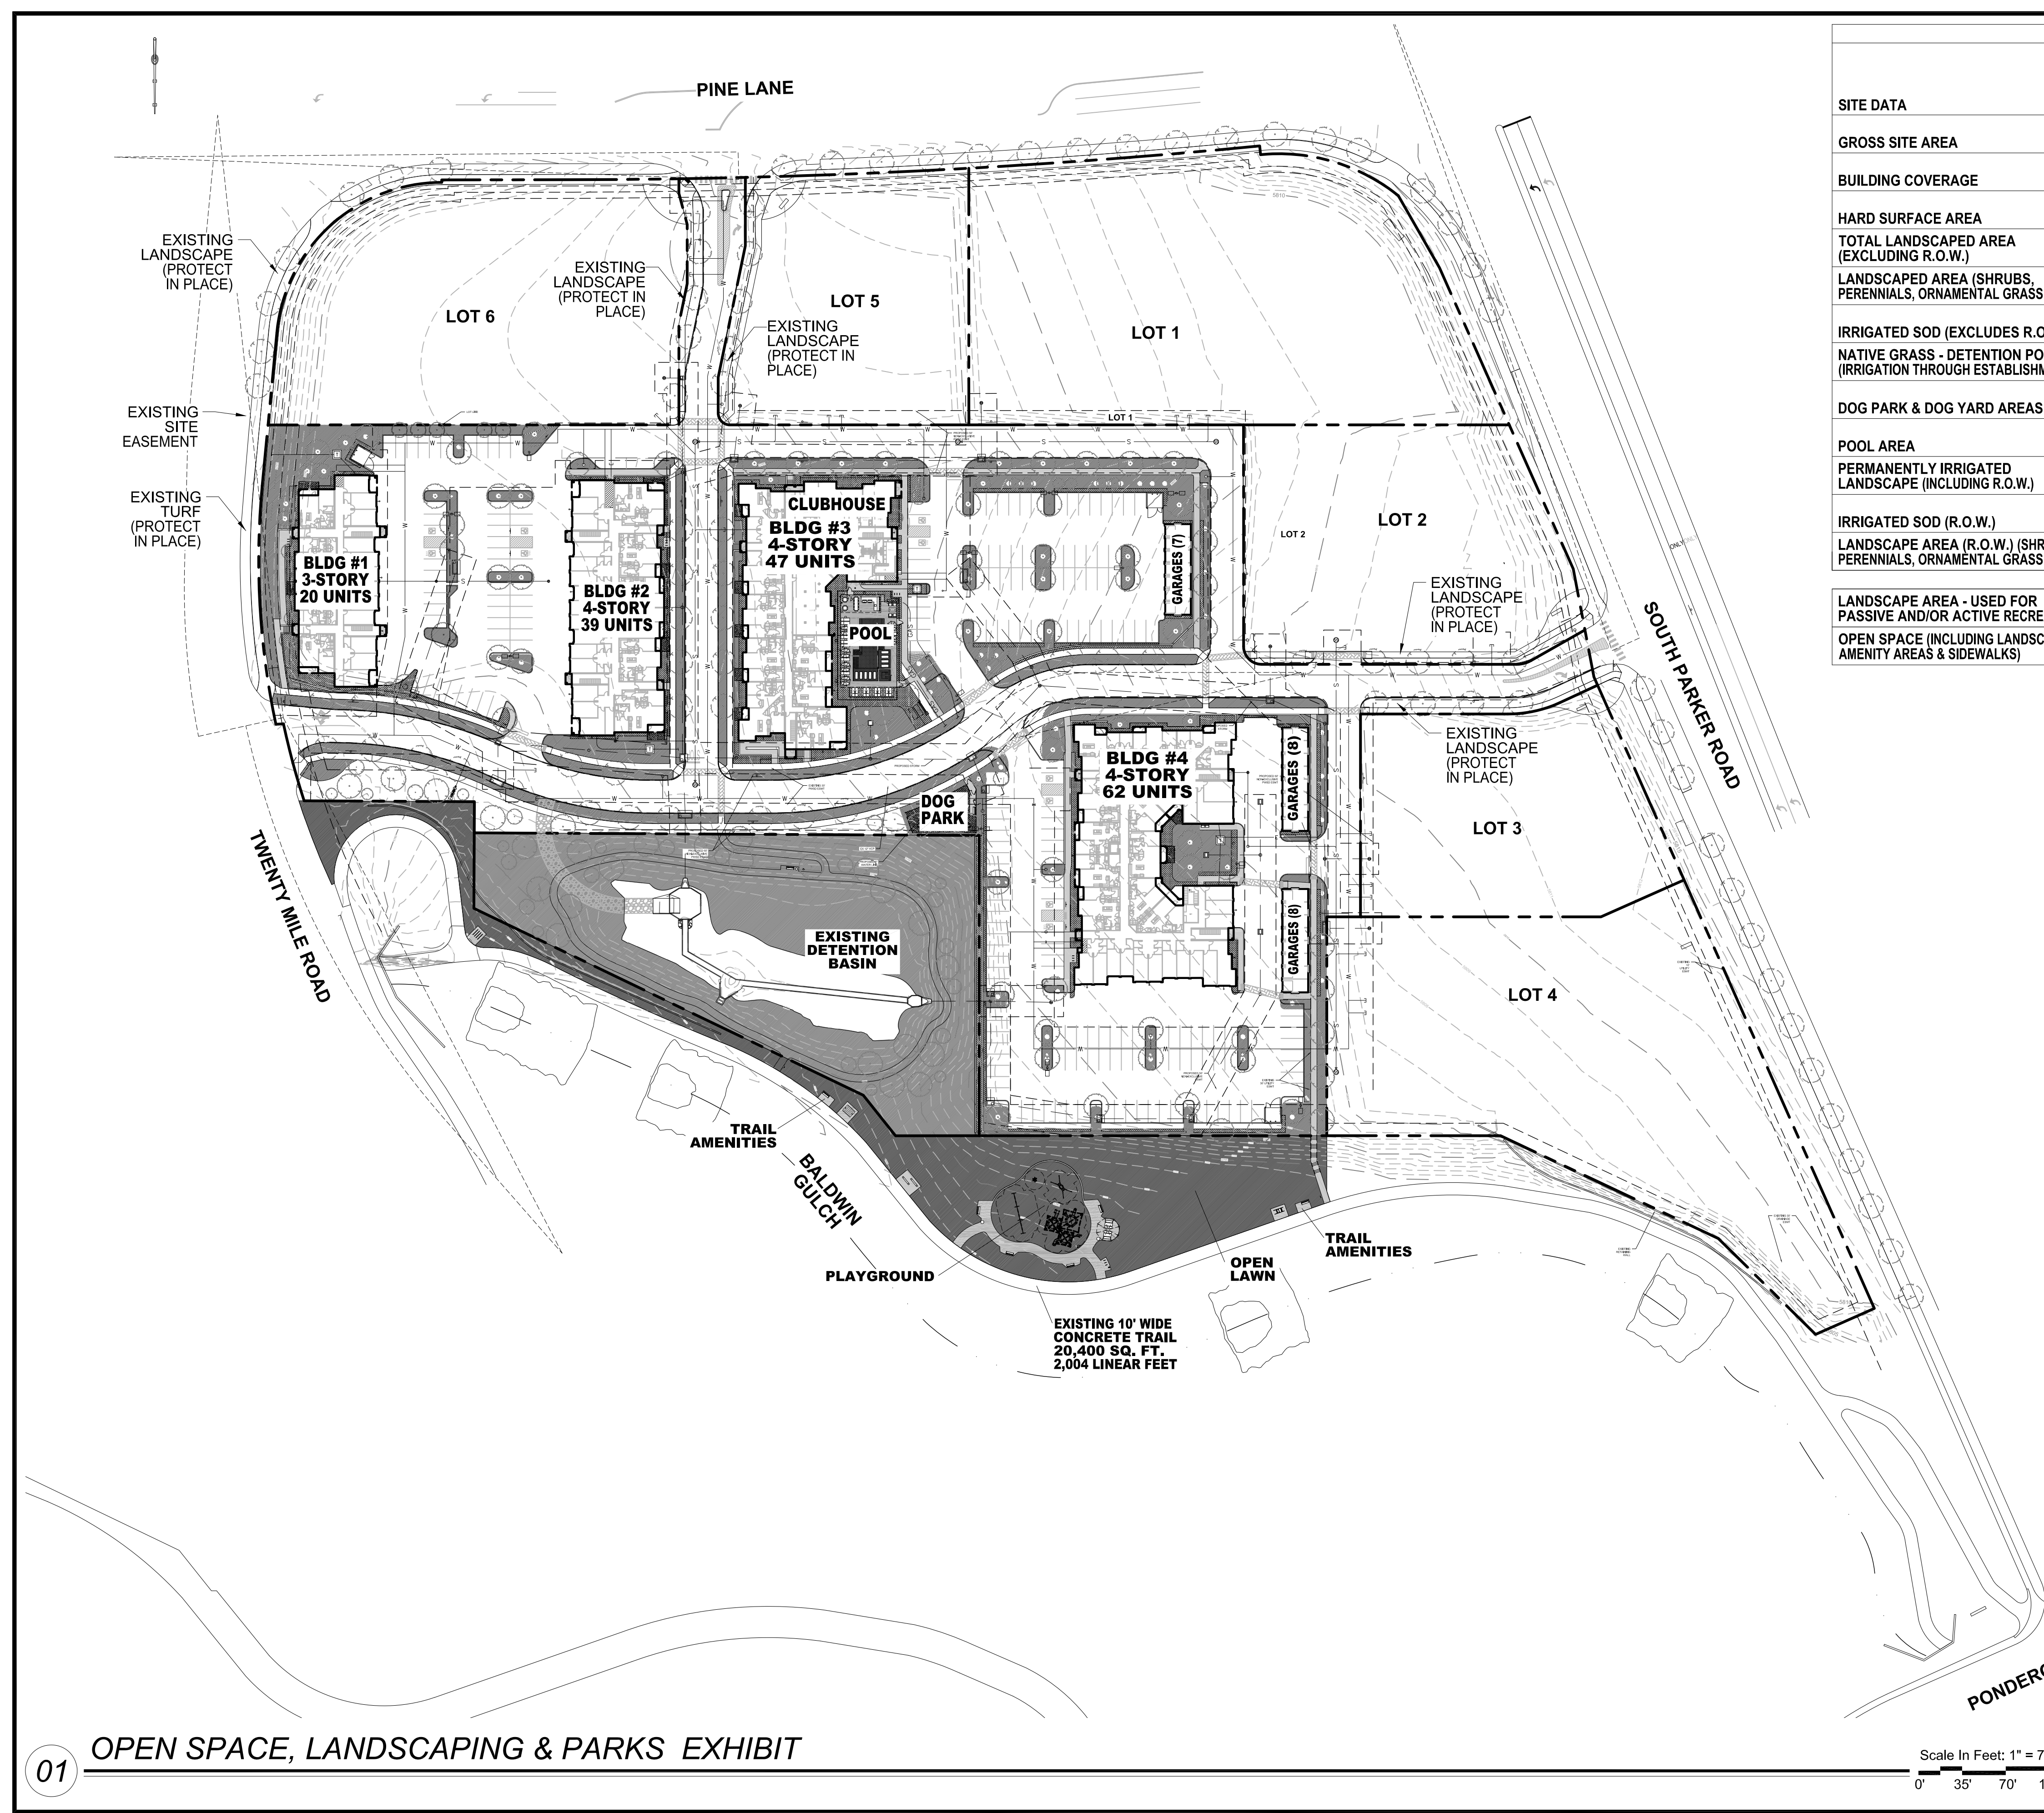 PINE LANE
SITE DATA
GROSS SITE AREA
BUILDING COVERAGE
HARD SURFACE AREA
TOTAL LANDSCAPED AREA
(EXCLUDING R.O.W.)
LANDSCAPED AREA (SHRUBS,
PERENNIALS, ORNAMENTAL GRASS
IRRIGATED SOD (EXCLUDES R.O
NATIVE GRASS - DETENTION PO
(IRRIGATION THROUGH ESTABLISHM
DOG PARK & DOG YARD AREAS
POOL AREA
PERMANENTLY IRRIGATED
LANDSCAPE (INCLUDING R.O.W.)
IRRIGATED SOD (R.O.W.)
LANDSCAPE AREA (R.O.W.) (SHR
PERENNIALS, ORNAMENTAL GRASS
LANDSCAPE AREA - USED FOR
PASSIVE AND/OR ACTIVE RECRE
OPEN SPACE (INCLUDING LANDSC
AMENITY AREAS & SIDEWALKS)
5810
EXISTING
LANDSCAPE
(PROTECT
IN PLACE)
EXISTING
LANDSCAPE
(PROTECT IN
PLACE)
LOT 6
LOT 5
EXISTING
LANDSCAPE
(PROTECT IN
PLACE)
LOT 1
EXISTING
SITE
EASEMENT
LOT 1
EXISTING
TURF
(PROTECT
IN PLACE)
CLUBHOUSE
BLDG #3
4-STORY
47 UNITS
LOT 2
LOT 2
ONLY
GARAGES (7)
BLDG #1
3-STORY
20 UNITS
BLDG #2
4-STORY
39 UNITS
POOL
EXISTING
LANDSCAPE
(PROTECT
IN PLACE)
SOUTH PARKER ROAD
EXISTING
LANDSCAPE
(PROTECT
IN PLACE)
BLDG #4
4-STORY
62 UNITS
GARAGES (8)
DOG
PARK
LOT 3
TWENTY MILE ROAD
EXISTING
DETENTION
BASIN
GARAGES (8)
LOT 4
TRAIL
AMENITIES
BALDWIN
GULCH
PLAYGROUND
OPEN
LAWN
TRAIL
AMENITIES
EXISTING 10' WIDE
CONCRETE TRAIL
20,400 SQ. FT.
2,004 LINEAR FEET
PONDERO
01
OPEN SPACE, LANDSCAPING & PARKS EXHIBIT
Scale In Feet: 1" = 7
0' 35' 70' 1